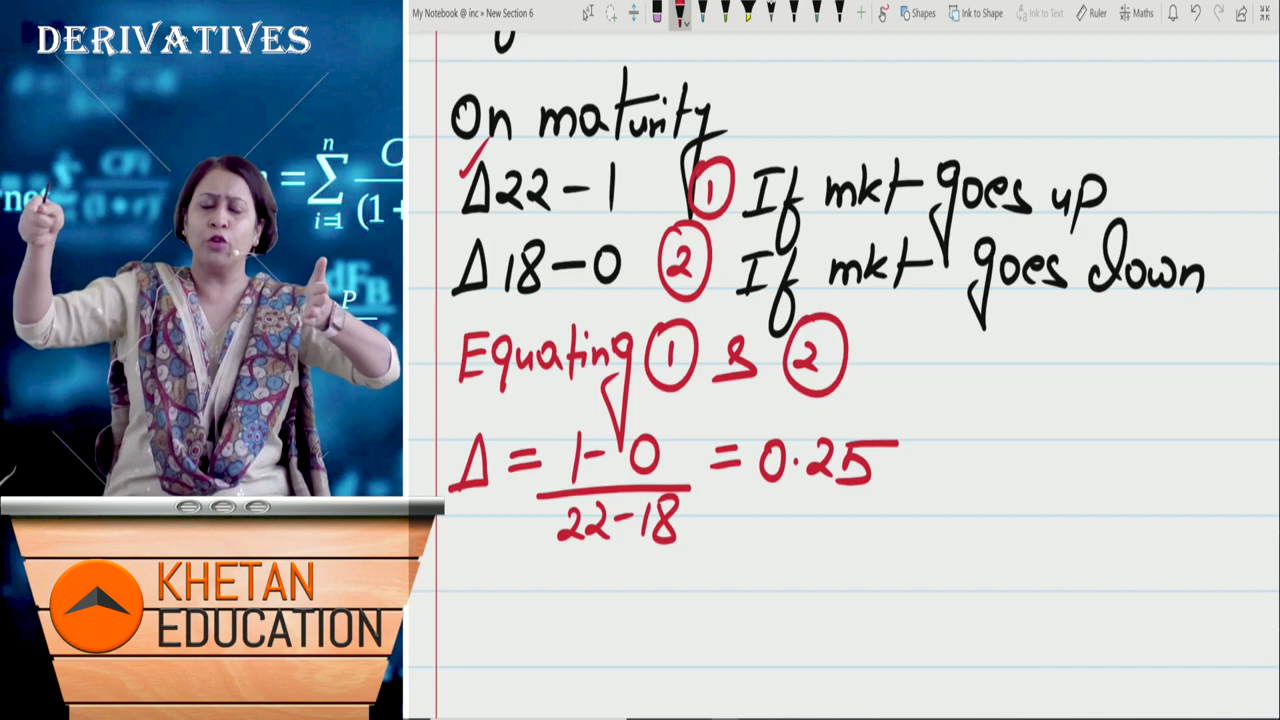 DERIVATIVES
My Notebook @ inc » New Section 6
Shapes
Ink to Shape
Ink to Text
Ruler
Maths
On maturity
Δ22 - 1 ① If mkt goes up
Δ18 - 0 ② If mkt goes down
Equating ① & ②
Δ = 1 - 0 = 0.25
22 - 18
n
= ∑
i=1
(1+
P
KHETAN
EDUCATION